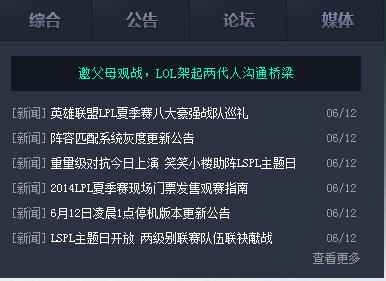 综合 公告 论坛 媒体
邀父母观战，LOL架起两代人沟通桥梁
[新闻] 英雄联盟LPL夏季赛八大豪强战队巡礼 06/12
[新闻] 阵容匹配系统灰度更新公告 06/12
[新闻] 重量级对抗今日上演 笑笑小楼助阵LSPL主题日 06/12
[新闻] 2014LPL夏季赛现场门票发售观赛指南 06/12
[新闻] 6月12日凌晨1点停机版本更新公告 06/12
[新闻] LSPL主题日开放 两级别联赛队伍联袂献战 06/12
查看更多